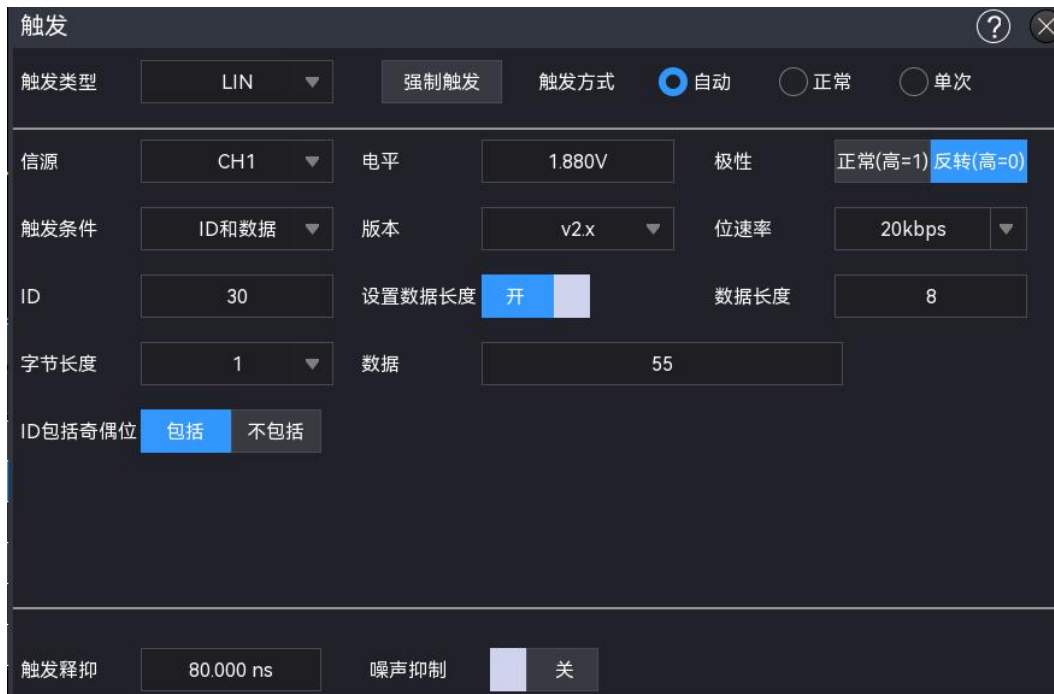 触发 ?
触发类型 LIN 强制触发 触发方式 自动 正常 单次
信源 CH1 电平 1.880V 极性 正常(高=1) 反转(高=0)
触发条件 ID和数据 版本 v2.x 位速率 20kbps
ID 30 设置数据长度 开 数据长度 8
字节长度 1 数据 55
ID包括奇偶位 包括 不包括
触发释抑 80.000 ns 噪声抑制 关